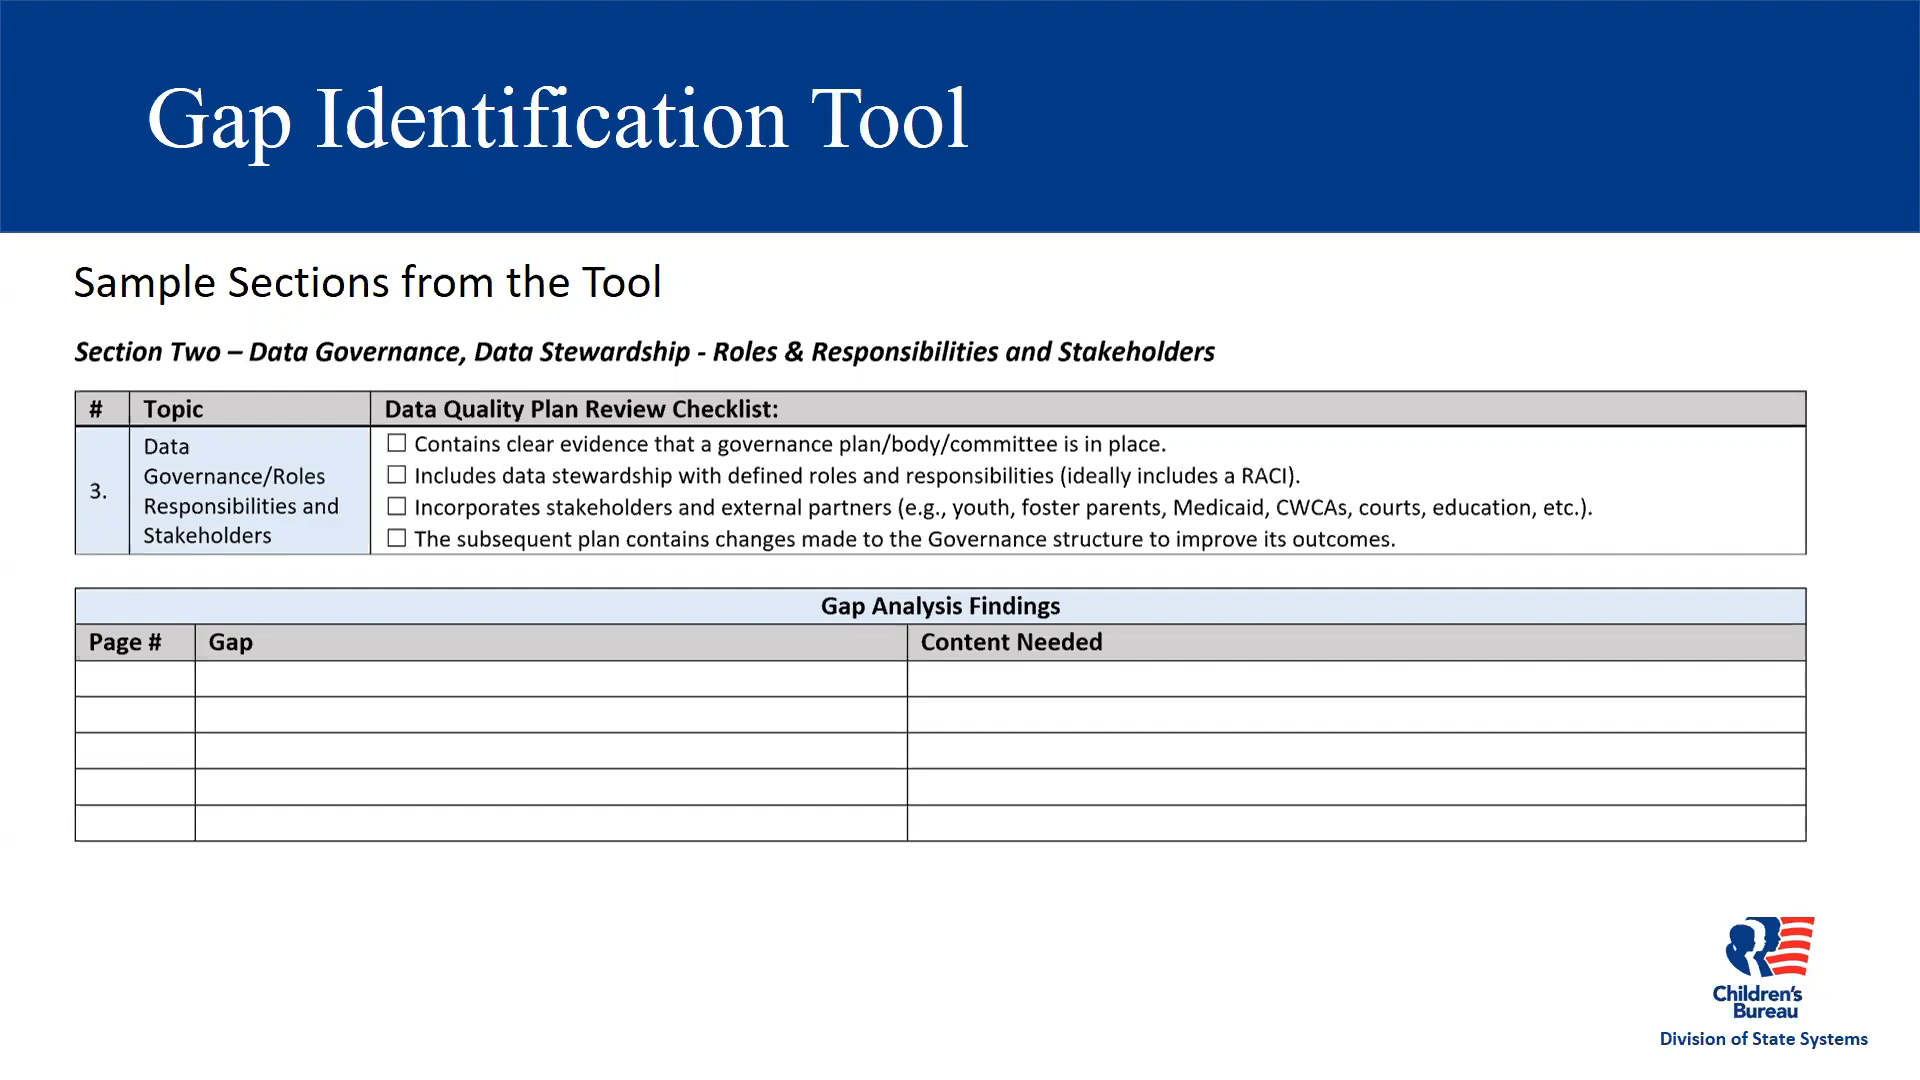 Gap Identification Tool
Sample Sections from the Tool
Section Two – Data Governance, Data Stewardship - Roles & Responsibilities and Stakeholders
# Topic Data Quality Plan Review Checklist:
3.
Data
Governance/Roles
Responsibilities and
Stakeholders
☐ Contains clear evidence that a governance plan/body/committee is in place.
☐ Includes data stewardship with defined roles and responsibilities (ideally includes a RACI).
☐ Incorporates stakeholders and external partners (e.g., youth, foster parents, Medicaid, CWCAs, courts, education, etc.).
☐ The subsequent plan contains changes made to the Governance structure to improve its outcomes.
Gap Analysis Findings
Page # Gap Content Needed
Children's
Bureau
Division of State Systems